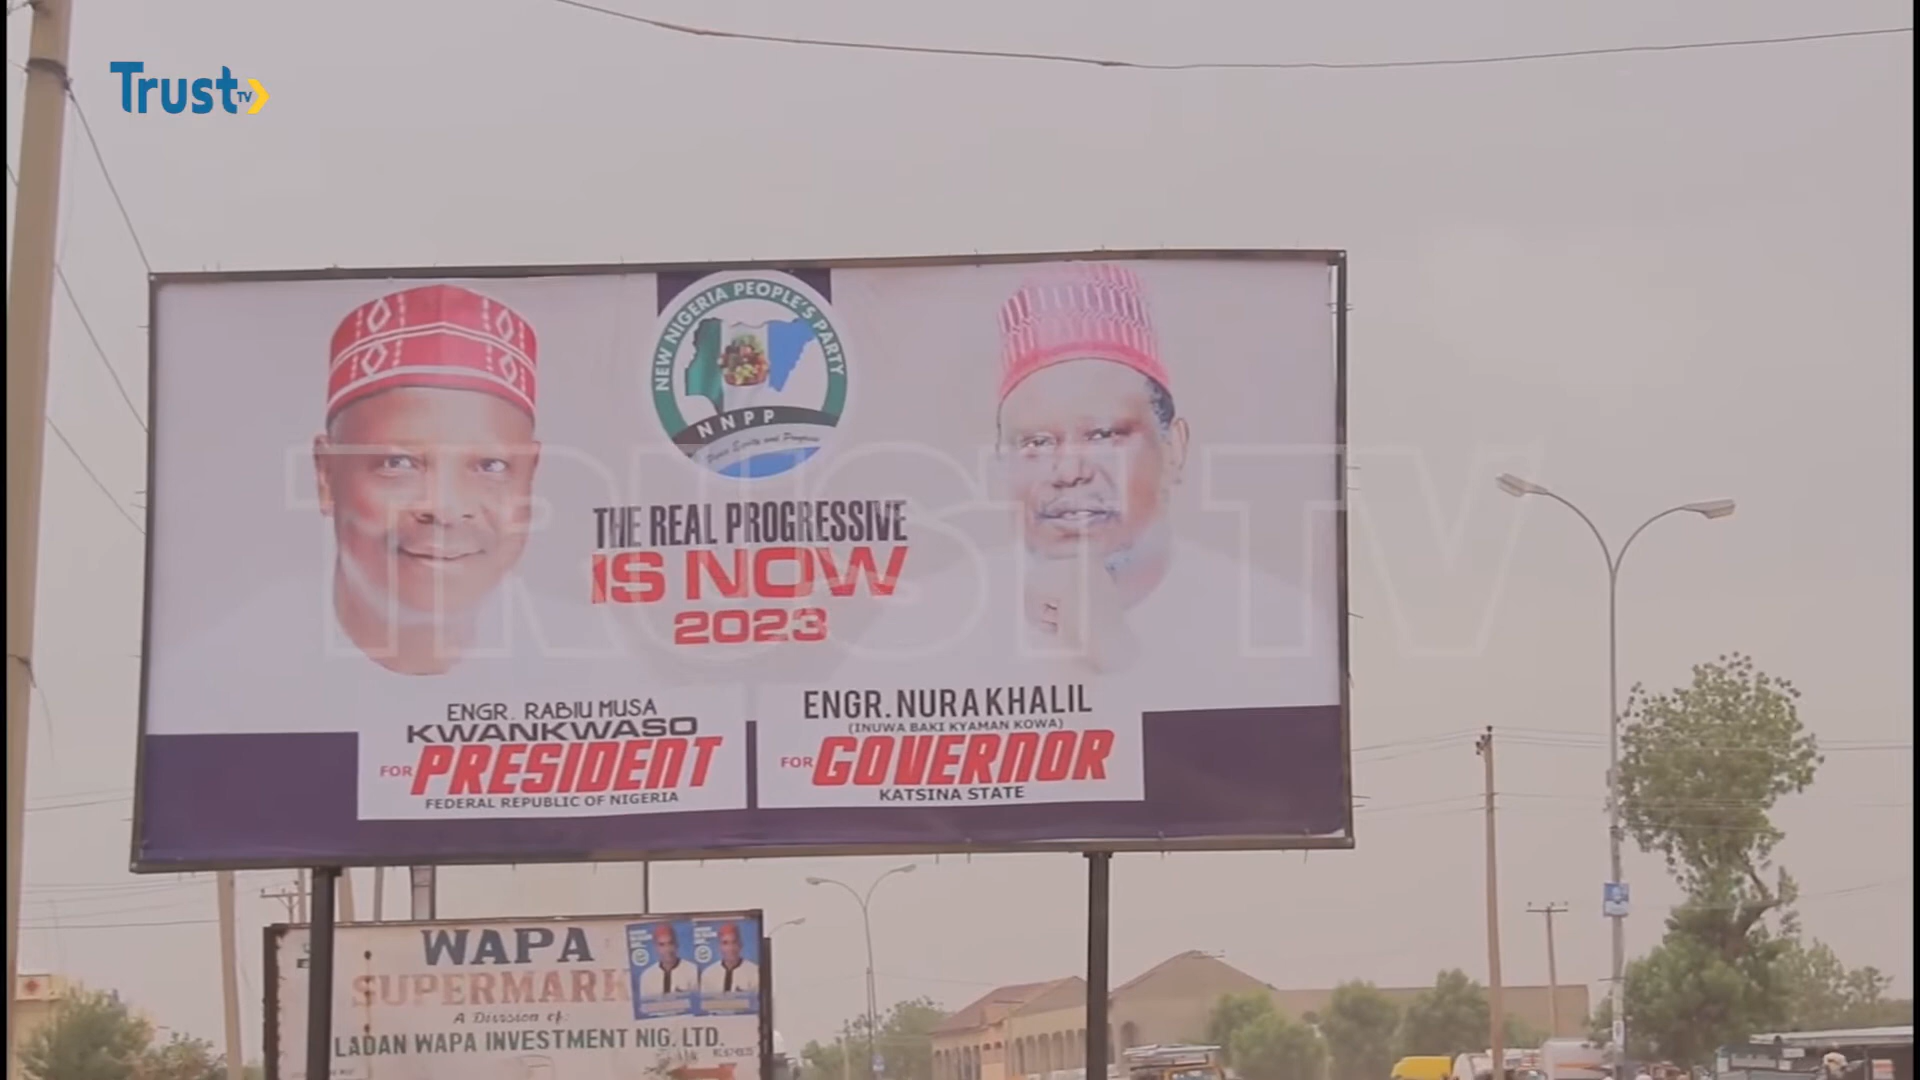 Trust TV
NEW NIGERIA PEOPLE'S PARTY
NNPP
TRUST TV
THE REAL PROGRESSIVE
IS NOW
2023
ENGR. RABIU MUSA
KWANKWASO
FOR PRESIDENT
FEDERAL REPUBLIC OF NIGERIA
ENGR. NURA KHALIL
(INUWA BAKI KYAMAN KOWA)
FOR GOVERNOR
KATSINA STATE
WAPA
SUPERMARK
A Division of:
LADAN WAPA INVESTMENT NIG. LTD.